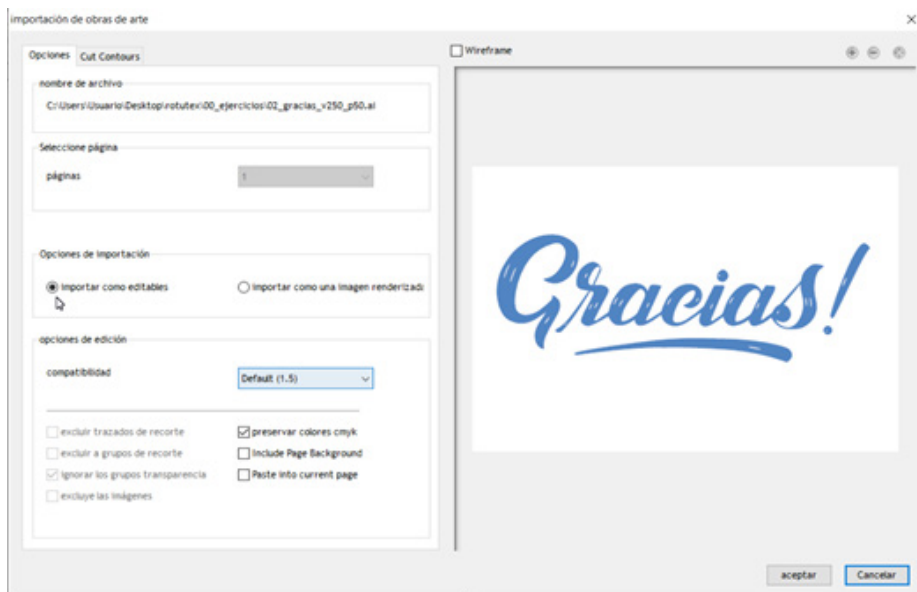 importación de obras de arte
Opciones
Cut Contours
nombre de archivo
C:\Users\Usuario\Desktop\rotutex\00_ejercicios\02_gracias_v250_p50.ai
Seleccione página
páginas
1
Opciones de importación
importar como editables
importar como una imagen renderizada
opciones de edición
compatibilidad
Default (1.5)
excluir trazados de recorte
preservar colores cmyk
excluir a grupos de recorte
Include Page Background
ignorar los grupos transparencia
Paste into current page
excluye las imágenes
Wireframe
Gracias!
aceptar
Cancelar